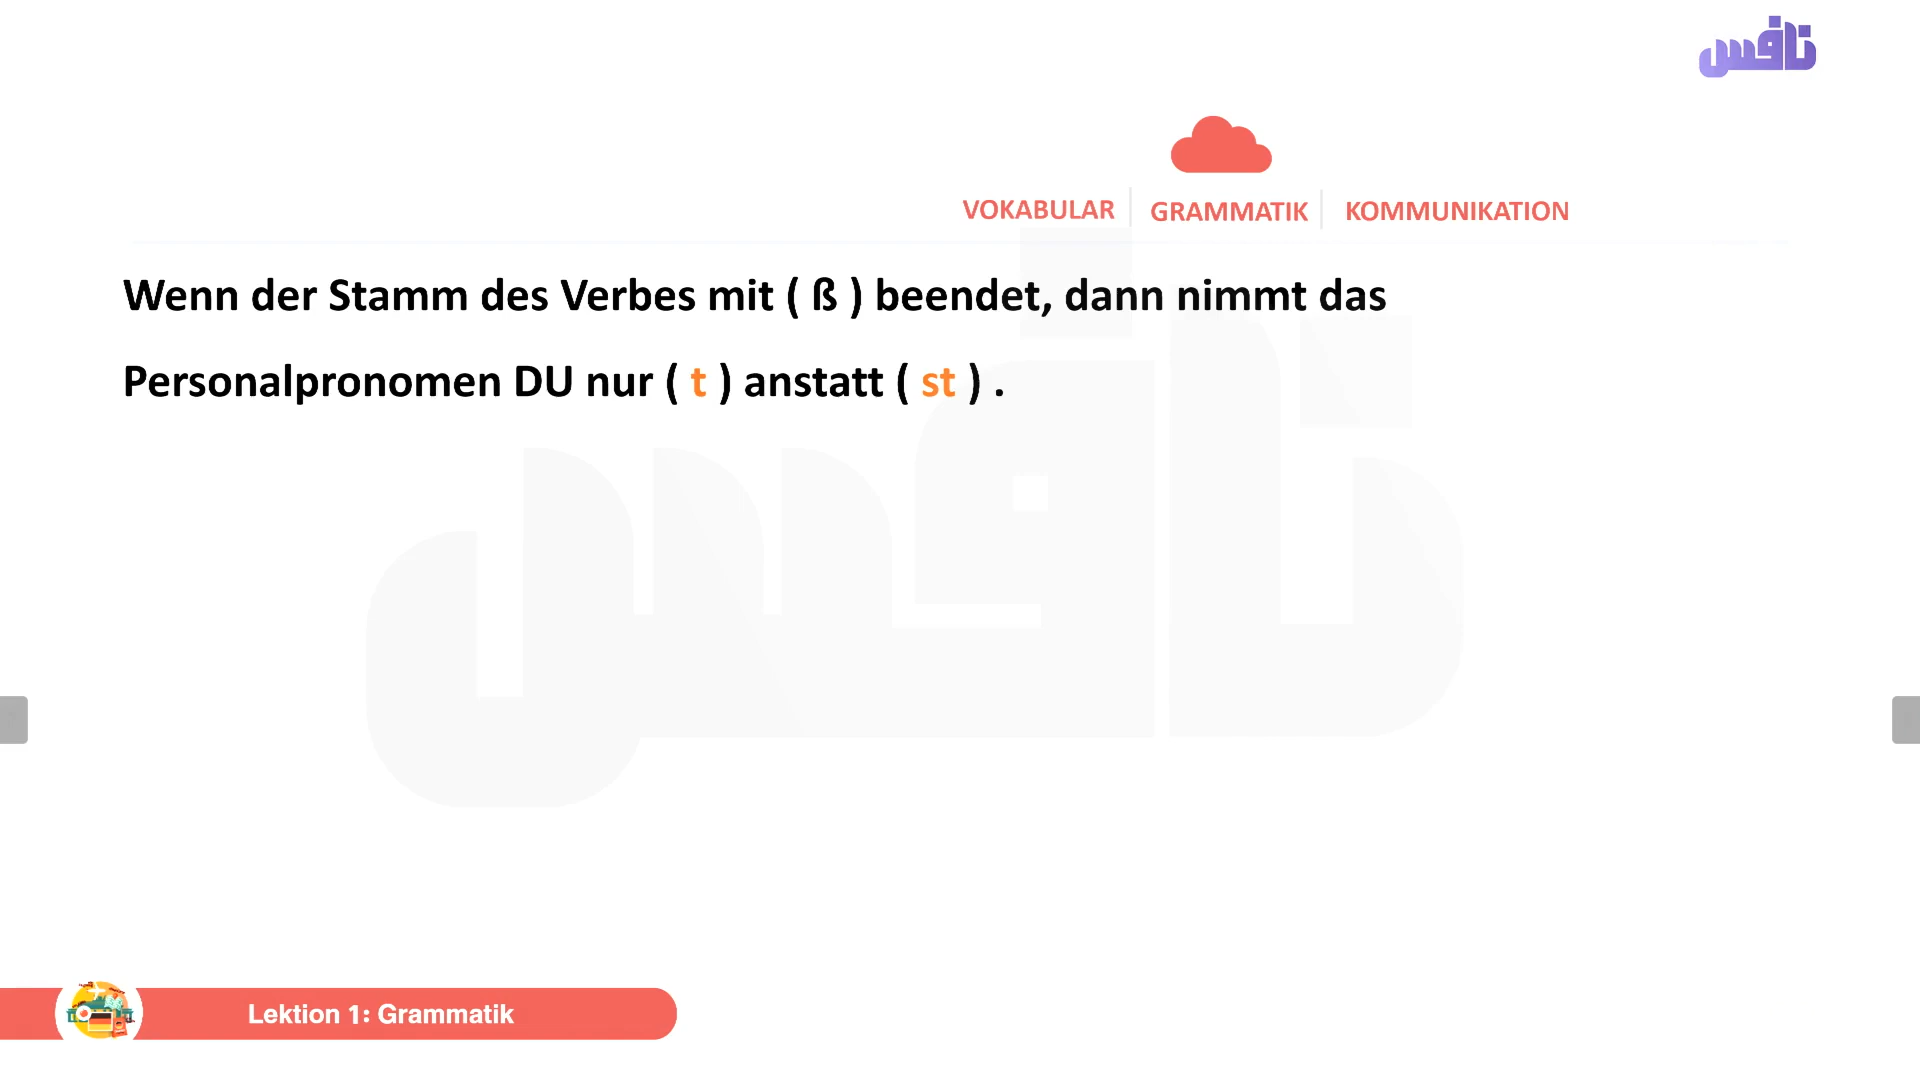 نافس
VOKABULAR
GRAMMATIK
KOMMUNIKATION
Wenn der Stamm des Verbes mit ( ß ) beendet, dann nimmt das
Personalpronomen DU nur ( t ) anstatt ( st ) .
نافس
Lektion 1: Grammatik